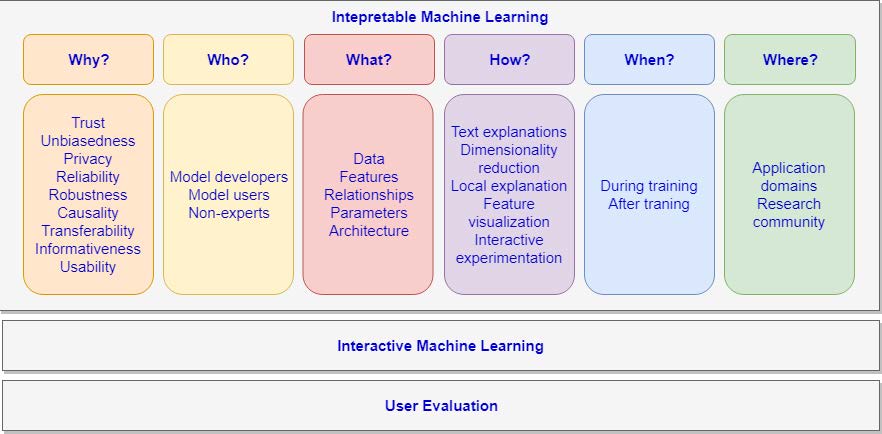 Intepretable Machine Learning
Why?
Who?
What?
How?
When?
Where?
Trust
Unbiasedness
Privacy
Reliability
Robustness
Causality
Transferability
Informativeness
Usability
Model developers
Model users
Non-experts
Data
Features
Relationships
Parameters
Architecture
Text explanations
Dimensionality
reduction
Local explanation
Feature
visualization
Interactive
experimentation
During training
After traning
Application
domains
Research
community
Interactive Machine Learning
User Evaluation